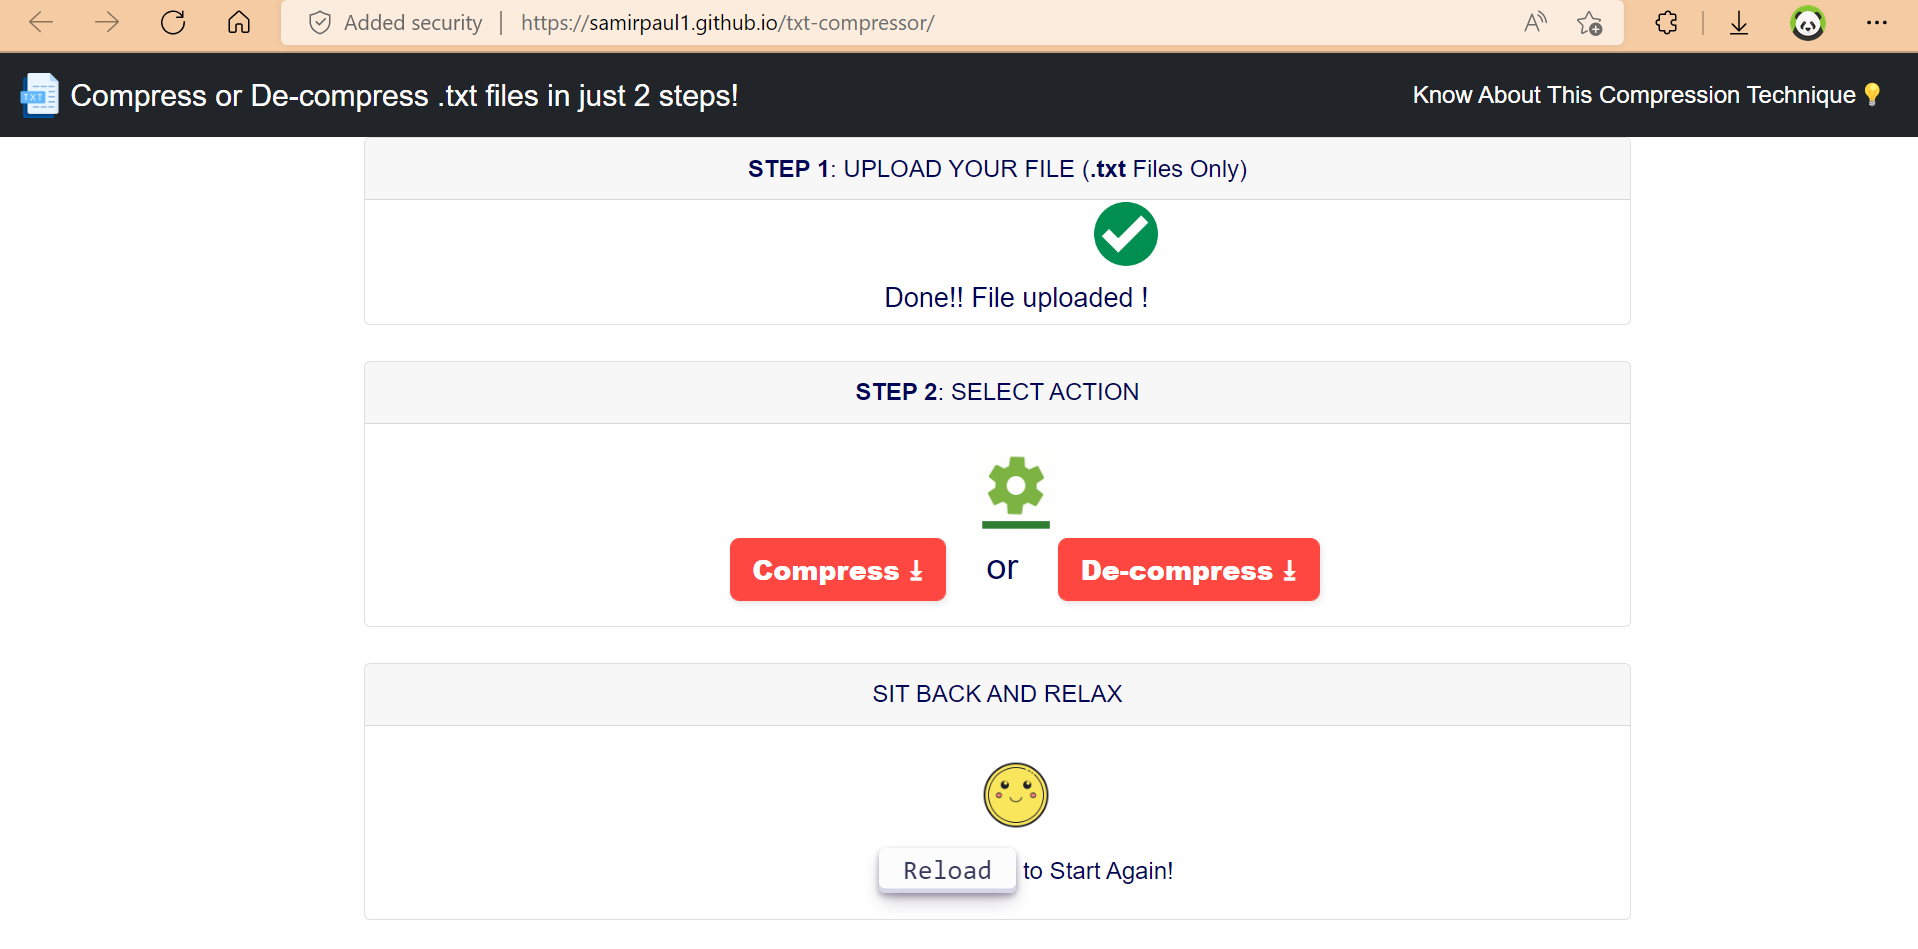 Added security | https://samirpaul1.github.io/txt-compressor/
TXT
Compress or De-compress .txt files in just 2 steps!
Know About This Compression Technique💡
STEP 1: UPLOAD YOUR FILE (.txt Files Only)
Done!! File uploaded !
STEP 2: SELECT ACTION
Compress ⤓ or De-compress ⤓
SIT BACK AND RELAX
Reload to Start Again!